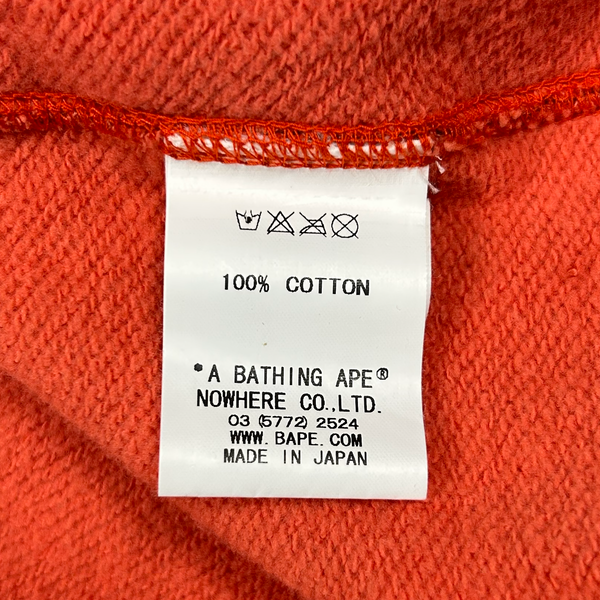 100% COTTON
*A BATHING APE®
NOWHERE CO.,LTD.
03 (5772) 2524
WWW. BAPE. COM
MADE IN JAPAN